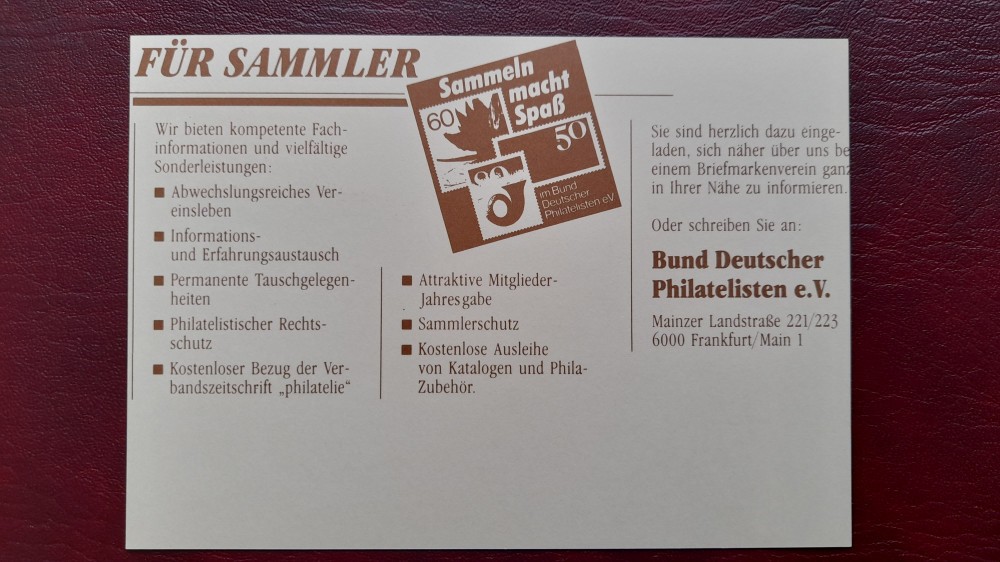 FÜR SAMMLER
Sammeln
macht
Spaß
60
50
im Bund
Deutscher
Philatelisten eV
Wir bieten kompetente Fach-
informationen und vielfältige
Sonderleistungen:
■ Abwechslungsreiches Ver-
einsleben
■ Informations-
und Erfahrungsaustausch
■ Permanente Tauschgelegen-
heiten
■ Philatelistischer Rechts-
schutz
■ Kostenloser Bezug der Ver-
bandszeitschrift „philatelie“
■ Attraktive Mitglieder-
Jahresgabe
■ Sammlerschutz
■ Kostenlose Ausleihe
von Katalogen und Phila-
Zubehör.
Sie sind herzlich dazu einge-
laden, sich näher über uns be
einem Briefmarkenverein ganz
in Ihrer Nähe zu informieren.
Oder schreiben Sie an:
Bund Deutscher
Philatelisten e.V.
Mainzer Landstraße 221/223
6000 Frankfurt/Main 1